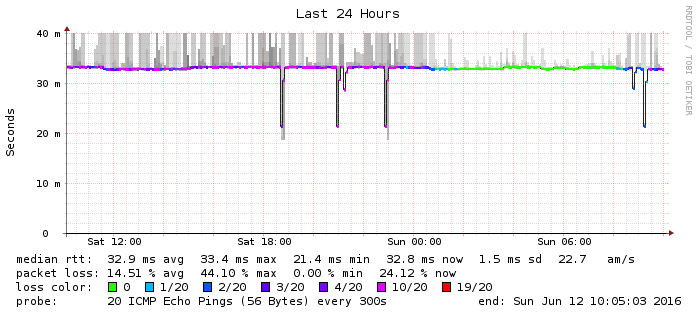 Last 24 Hours
RRDTOOL / TOBI OETIKER
Seconds
40 m
30 m
20 m
10 m
0
Sat 12:00 Sat 18:00 Sun 00:00 Sun 06:00
median rtt: 32.9 ms avg 33.4 ms max 21.4 ms min 32.8 ms now 1.5 ms sd 22.7 am/s
packet loss: 14.51 % avg 44.10 % max 0.00 % min 24.12 % now
loss color: 0 1/20 2/20 3/20 4/20 10/20 19/20
probe: 20 ICMP Echo Pings (56 Bytes) every 300s end: Sun Jun 12 10:05:03 2016